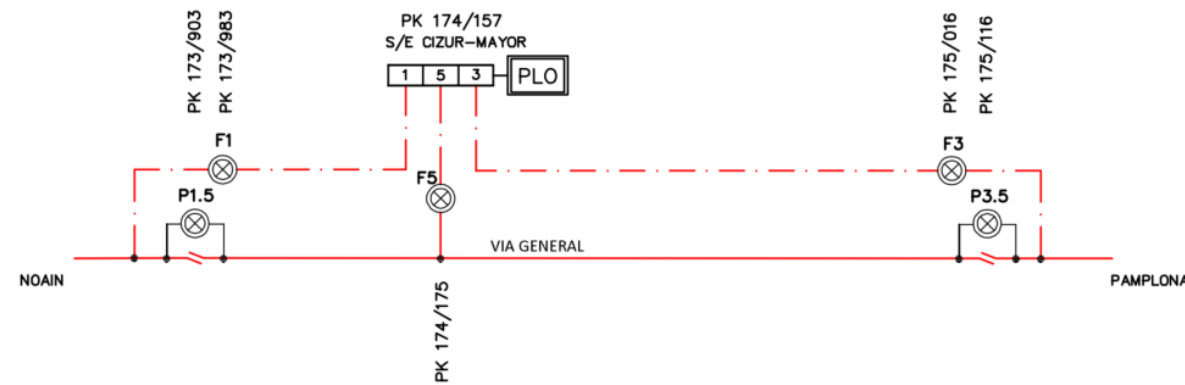 PK 173/903
PK 173/983
PK 174/157
S/E CIZUR-MAYOR
1 5 3 PLO
PK 175/016
PK 175/116
F1
F3
F5
P1.5
P3.5
VIA GENERAL
NOAIN
PAMPLONA
PK 174/175